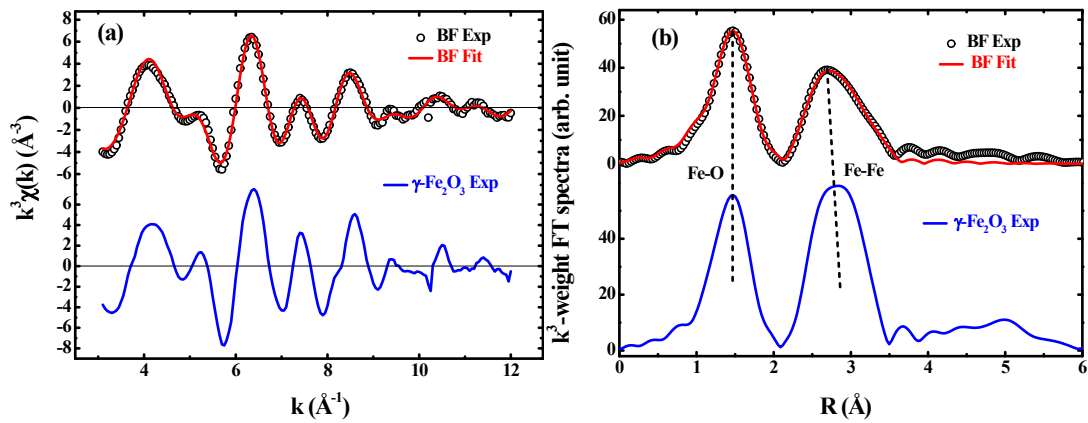 (a)
BF Exp
BF Fit
γ-Fe₂O₃ Exp
k³χ(k) (Å⁻³)
6
4
2
0
-2
-4
6
4
2
0
-2
-4
-6
-8
4
6
8
10
12
k (Å⁻¹)
(b)
BF Exp
BF Fit
Fe-O
Fe-Fe
γ-Fe₂O₃ Exp
k³-weight FT spectra (arb. unit)
60
40
20
0
40
20
0
0
1
2
3
4
5
6
R (Å)